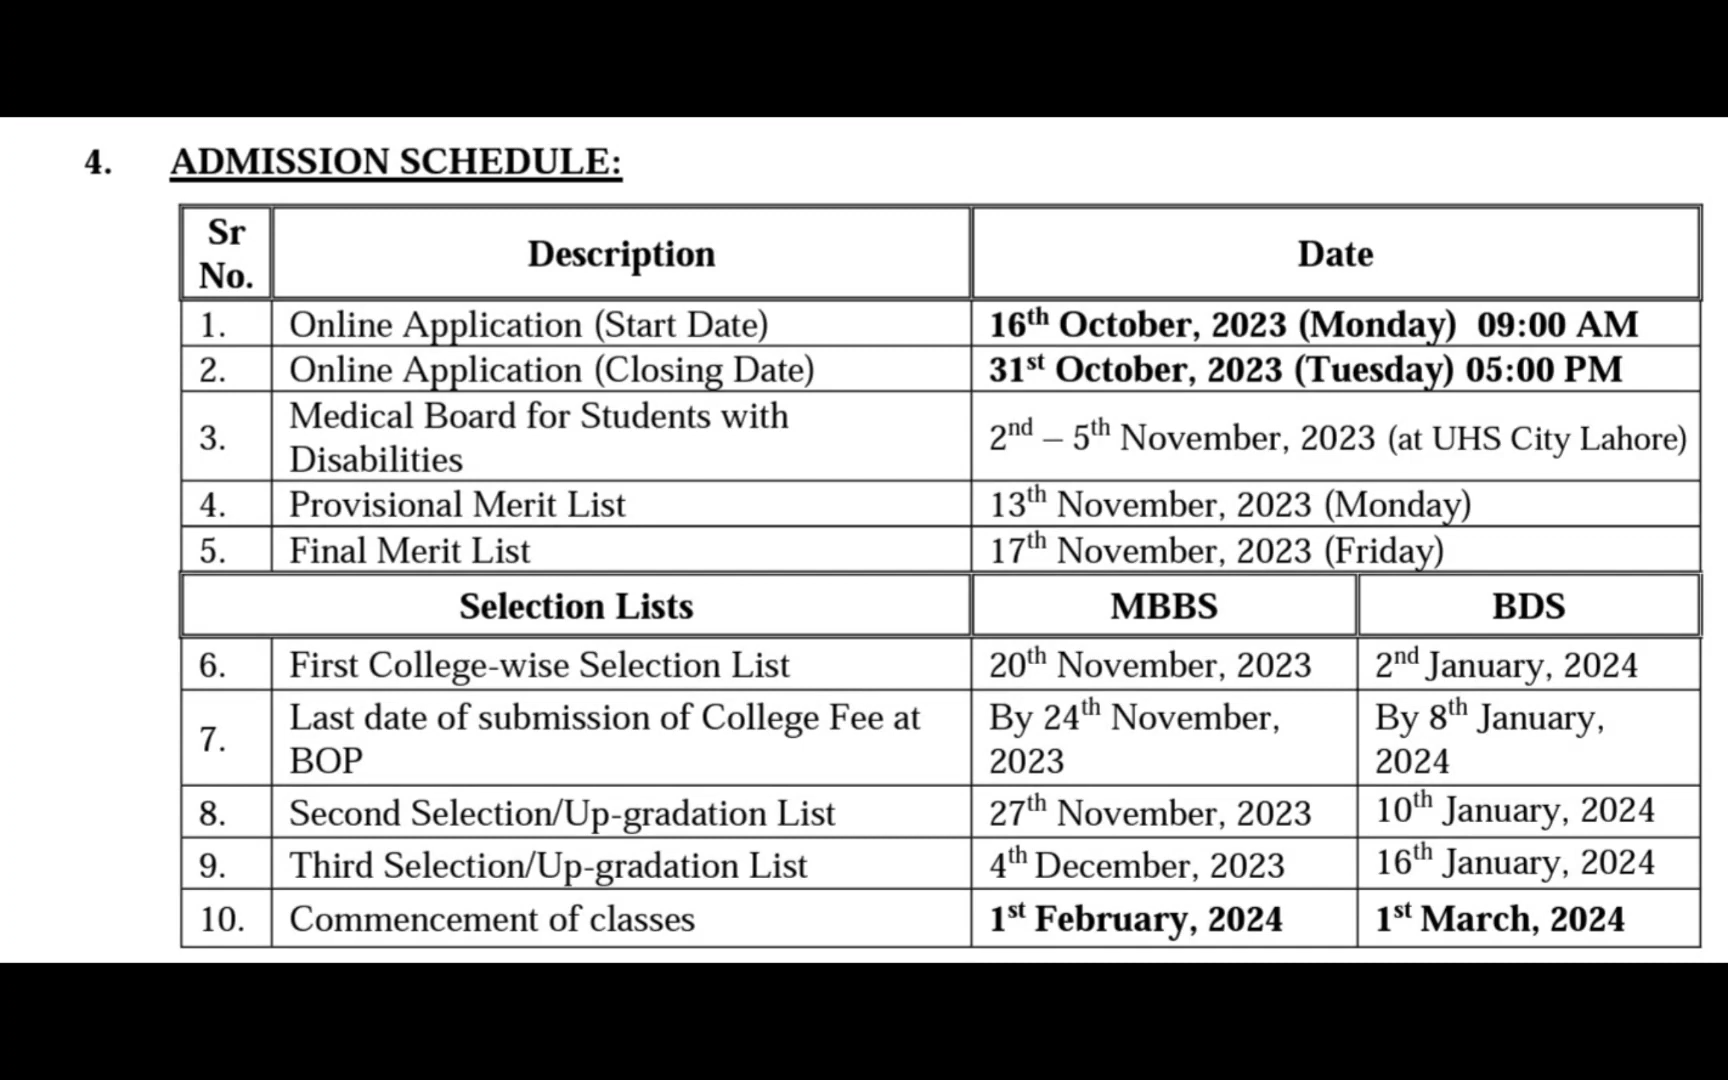 4. ADMISSION SCHEDULE:
Sr No. Description Date
1. Online Application (Start Date) 16th October, 2023 (Monday) 09:00 AM
2. Online Application (Closing Date) 31st October, 2023 (Tuesday) 05:00 PM
3. Medical Board for Students with
Disabilities 2nd – 5th November, 2023 (at UHS City Lahore)
4. Provisional Merit List 13th November, 2023 (Monday)
5. Final Merit List 17th November, 2023 (Friday)
Selection Lists MBBS BDS
6. First College-wise Selection List 20th November, 2023 2nd January, 2024
7. Last date of submission of College Fee at
BOP By 24th November,
2023 By 8th January,
2024
8. Second Selection/Up-gradation List 27th November, 2023 10th January, 2024
9. Third Selection/Up-gradation List 4th December, 2023 16th January, 2024
10. Commencement of classes 1st February, 2024 1st March, 2024